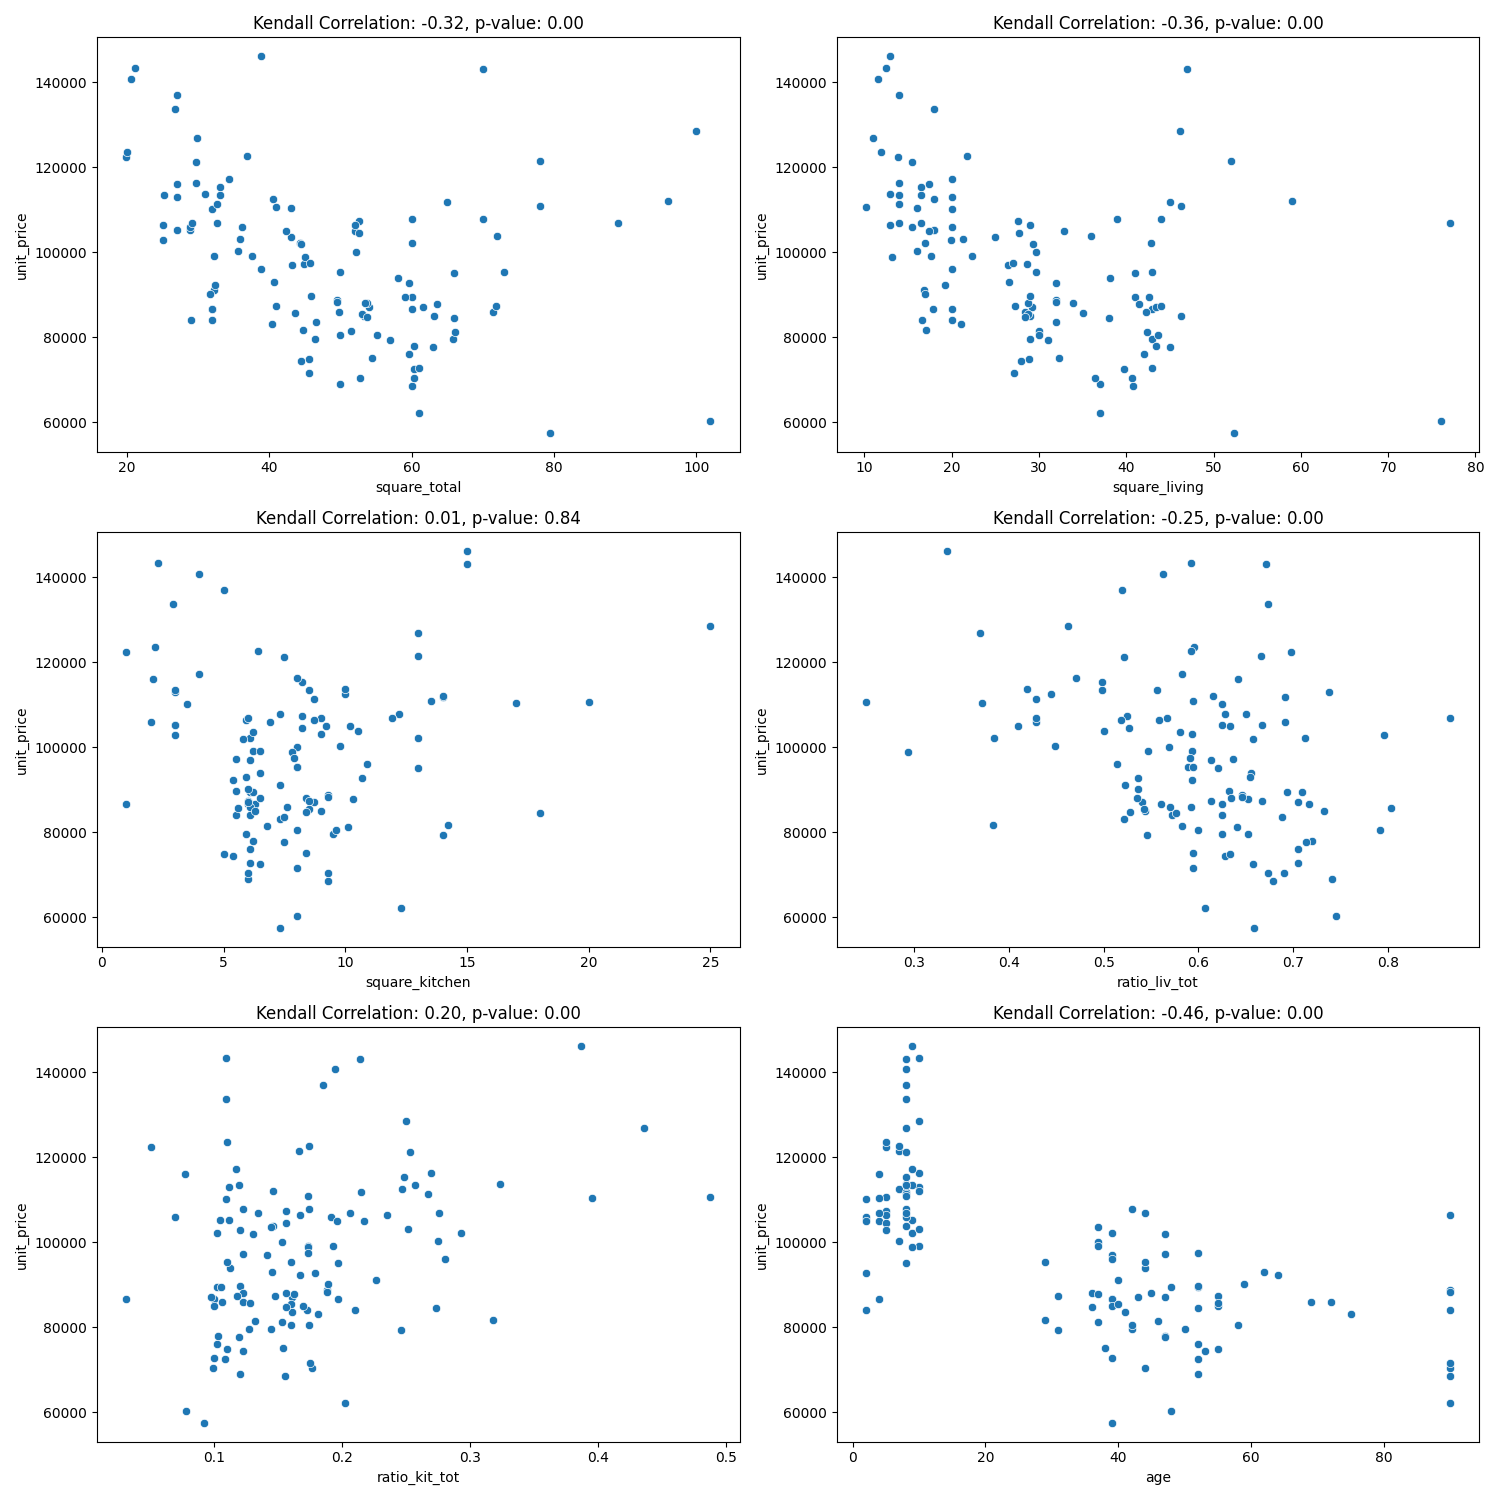 Kendall Correlation: -0.32, p-value: 0.00
140000
120000
100000
80000
60000
unit_price
20 40 60 80 100
square_total
Kendall Correlation: -0.36, p-value: 0.00
140000
120000
100000
80000
60000
unit_price
10 20 30 40 50 60 70 80
square_living
Kendall Correlation: 0.01, p-value: 0.84
140000
120000
100000
80000
60000
unit_price
0 5 10 15 20 25
square_kitchen
Kendall Correlation: -0.25, p-value: 0.00
140000
120000
100000
80000
60000
unit_price
0.3 0.4 0.5 0.6 0.7 0.8
ratio_liv_tot
Kendall Correlation: 0.20, p-value: 0.00
140000
120000
100000
80000
60000
unit_price
0.1 0.2 0.3 0.4 0.5
ratio_kit_tot
Kendall Correlation: -0.46, p-value: 0.00
140000
120000
100000
80000
60000
unit_price
0 20 40 60 80
age